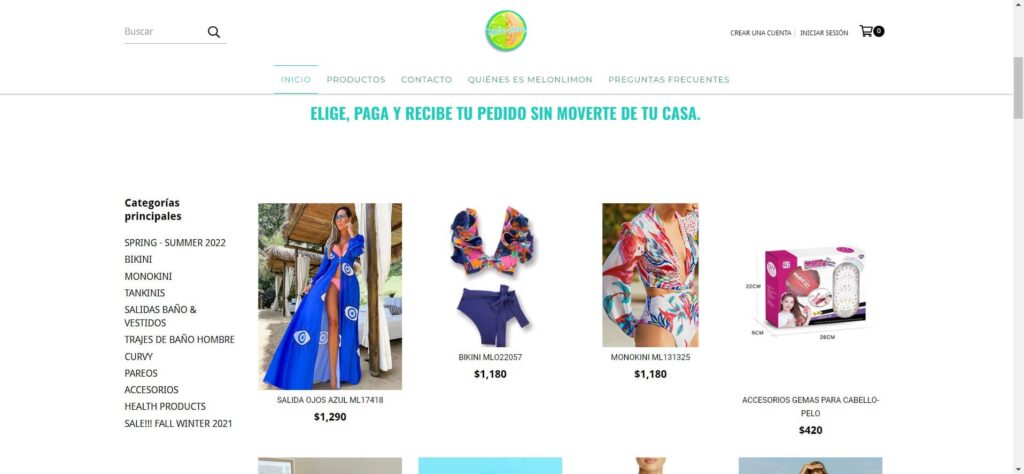 Buscar
CREAR UNA CUENTA
INICIAR SESIÓN
0
INICIO
PRODUCTOS
CONTACTO
QUIÉNES ES MELONLIMON
PREGUNTAS FRECUENTES
ELIGE, PAGA Y RECIBE TU PEDIDO SIN MOVERTE DE TU CASA.
Categorías
principales
SPRING - SUMMER 2022
BIKINI
MONOKINI
TANKINIS
SALIDAS BAÑO &
VESTIDOS
TRAJES DE BAÑO HOMBRE
CURVY
PAREOS
ACCESORIOS
HEALTH PRODUCTS
SALE!!! FALL WINTER 2021
SALIDA OJOS AZUL ML17418
$1,290
BIKINI MLO22057
$1,180
MONOKINI ML131325
$1,180
22CM
6CM
26CM
ACCESORIOS GEMAS PARA CABELLO-
PELO
$420